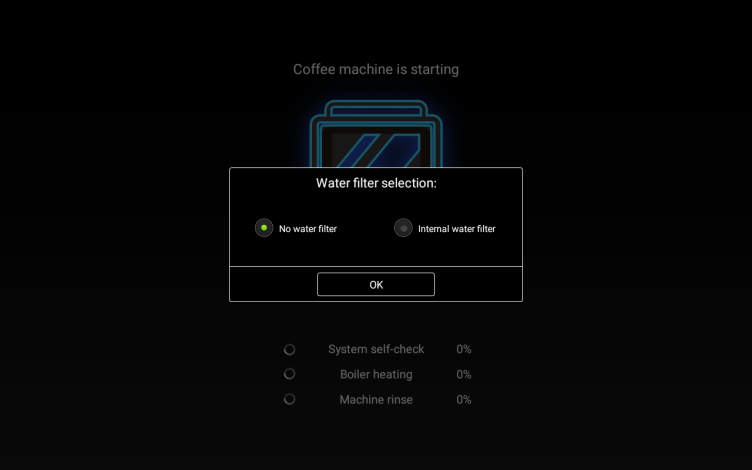 Coffee machine is starting
Water filter selection:
No water filter Internal water filter
OK
System self-check 0%
Boiler heating 0%
Machine rinse 0%